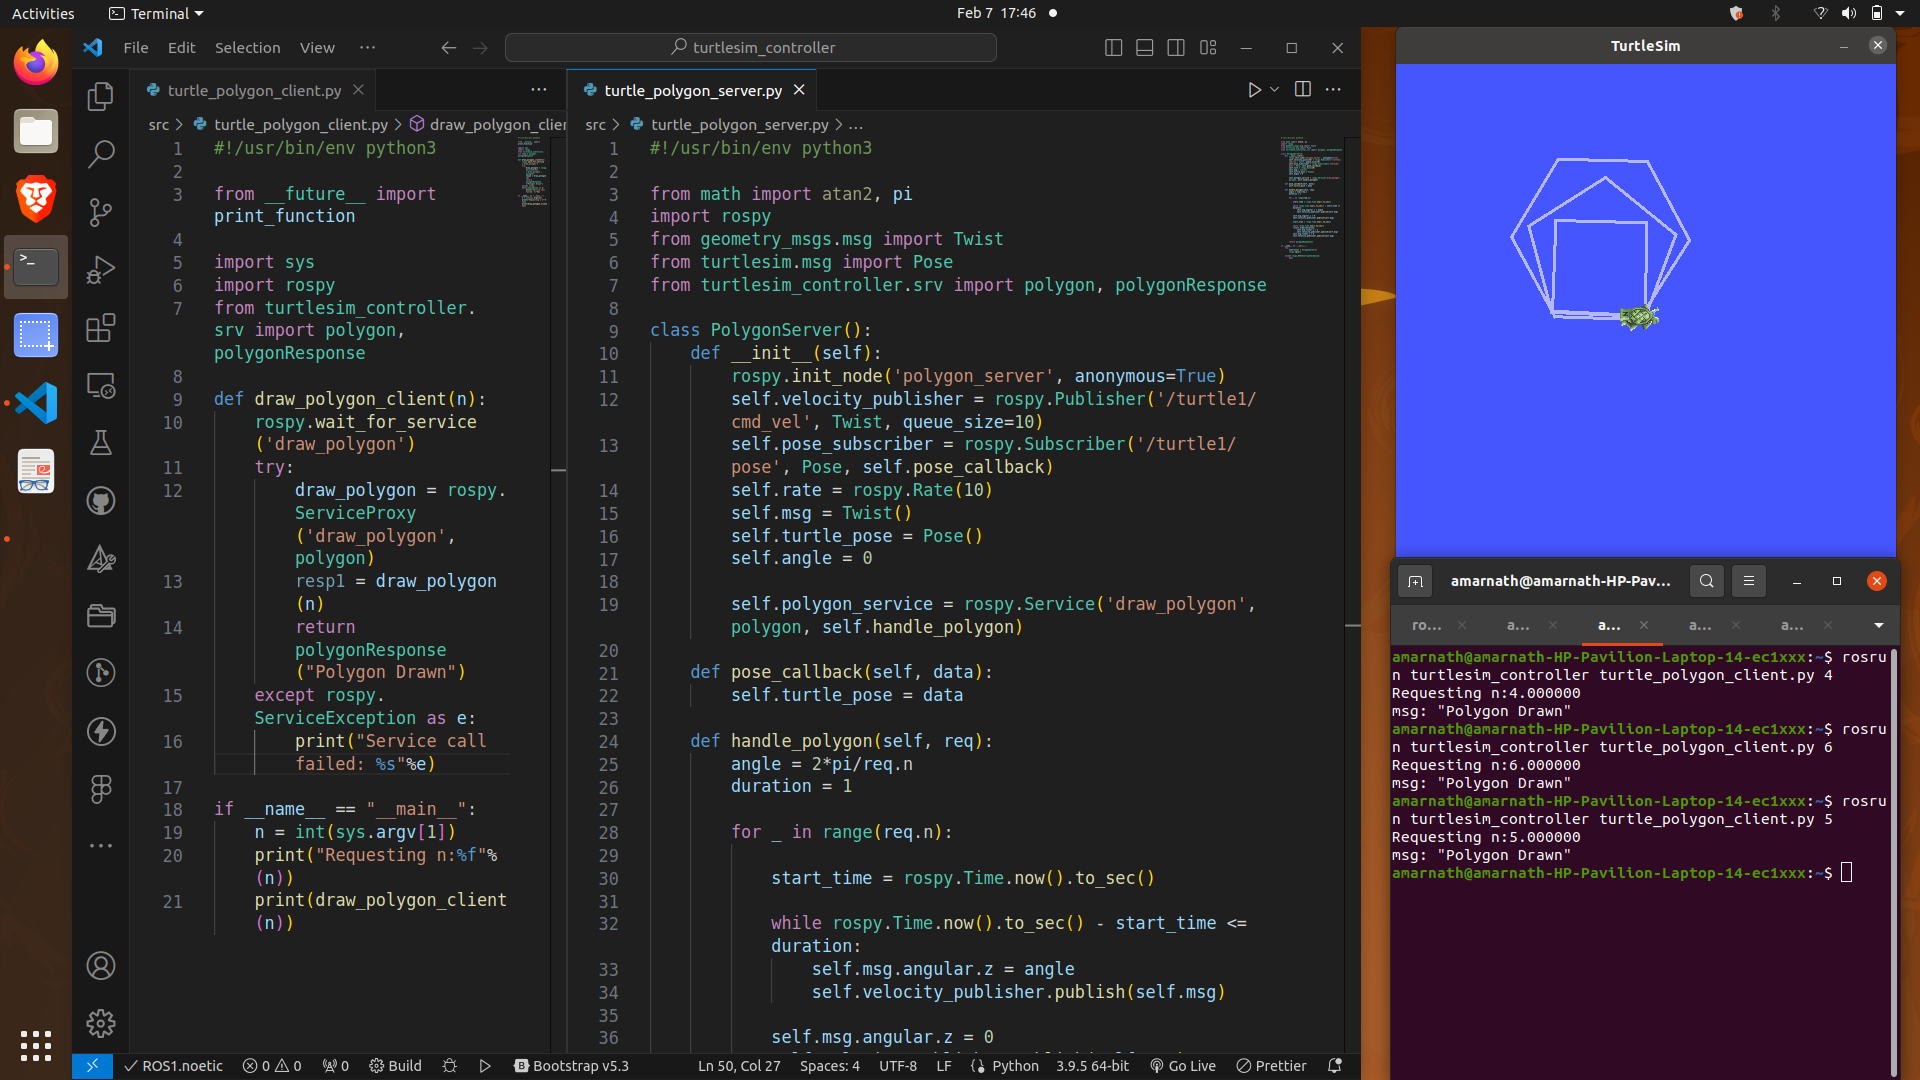 Activities
Terminal
Feb 7 17:46
File Edit Selection View ...
turtlesim_controller
turtle_polygon_client.py
src > turtle_polygon_client.py > draw_polygon_clien
1 #!/usr/bin/env python3
2
3 from __future__ import
print_function
4
5 import sys
6 import rospy
7 from turtlesim_controller.
srv import polygon,
polygonResponse
8
9 def draw_polygon_client(n):
10 rospy.wait_for_service
('draw_polygon')
11 try:
12 draw_polygon = rospy.
ServiceProxy
('draw_polygon',
polygon)
13 resp1 = draw_polygon
(n)
14 return
polygonResponse
("Polygon Drawn")
15 except rospy.
ServiceException as e:
16 print("Service call
failed: %s"%e)
17
18 if __name__ == "__main__":
19 n = int(sys.argv[1])
20 print("Requesting n:%f"%
(n))
21 print(draw_polygon_client
(n))
turtle_polygon_server.py
src > turtle_polygon_server.py > ...
1 #!/usr/bin/env python3
2
3 from math import atan2, pi
4 import rospy
5 from geometry_msgs.msg import Twist
6 from turtlesim.msg import Pose
7 from turtlesim_controller.srv import polygon, polygonResponse
8
9 class PolygonServer():
10 def __init__(self):
11 rospy.init_node('polygon_server', anonymous=True)
12 self.velocity_publisher = rospy.Publisher('/turtle1/
cmd_vel', Twist, queue_size=10)
13 self.pose_subscriber = rospy.Subscriber('/turtle1/
pose', Pose, self.pose_callback)
14 self.rate = rospy.Rate(10)
15 self.msg = Twist()
16 self.turtle_pose = Pose()
17 self.angle = 0
18
19 self.polygon_service = rospy.Service('draw_polygon',
polygon, self.handle_polygon)
20
21 def pose_callback(self, data):
22 self.turtle_pose = data
23
24 def handle_polygon(self, req):
25 angle = 2*pi/req.n
26 duration = 1
27
28 for _ in range(req.n):
29
30 start_time = rospy.Time.now().to_sec()
31
32 while rospy.Time.now().to_sec() - start_time <=
duration:
33 self.msg.angular.z = angle
34 self.velocity_publisher.publish(self.msg)
35
36 self.msg.angular.z = 0
ROS1.noetic 0 0 0 Build Bootstrap v5.3 Ln 50, Col 27 Spaces: 4 UTF-8 LF Python 3.9.5 64-bit Go Live Prettier
TurtleSim
amarnath@amarnath-HP-Pav...
ro... a... a... a... a...
amarnath@amarnath-HP-Pavilion-Laptop-14-ec1xxx:~$ rosru
n turtlesim_controller turtle_polygon_client.py 4
Requesting n:4.000000
msg: "Polygon Drawn"
amarnath@amarnath-HP-Pavilion-Laptop-14-ec1xxx:~$ rosru
n turtlesim_controller turtle_polygon_client.py 6
Requesting n:6.000000
msg: "Polygon Drawn"
amarnath@amarnath-HP-Pavilion-Laptop-14-ec1xxx:~$ rosru
n turtlesim_controller turtle_polygon_client.py 5
Requesting n:5.000000
msg: "Polygon Drawn"
amarnath@amarnath-HP-Pavilion-Laptop-14-ec1xxx:~$